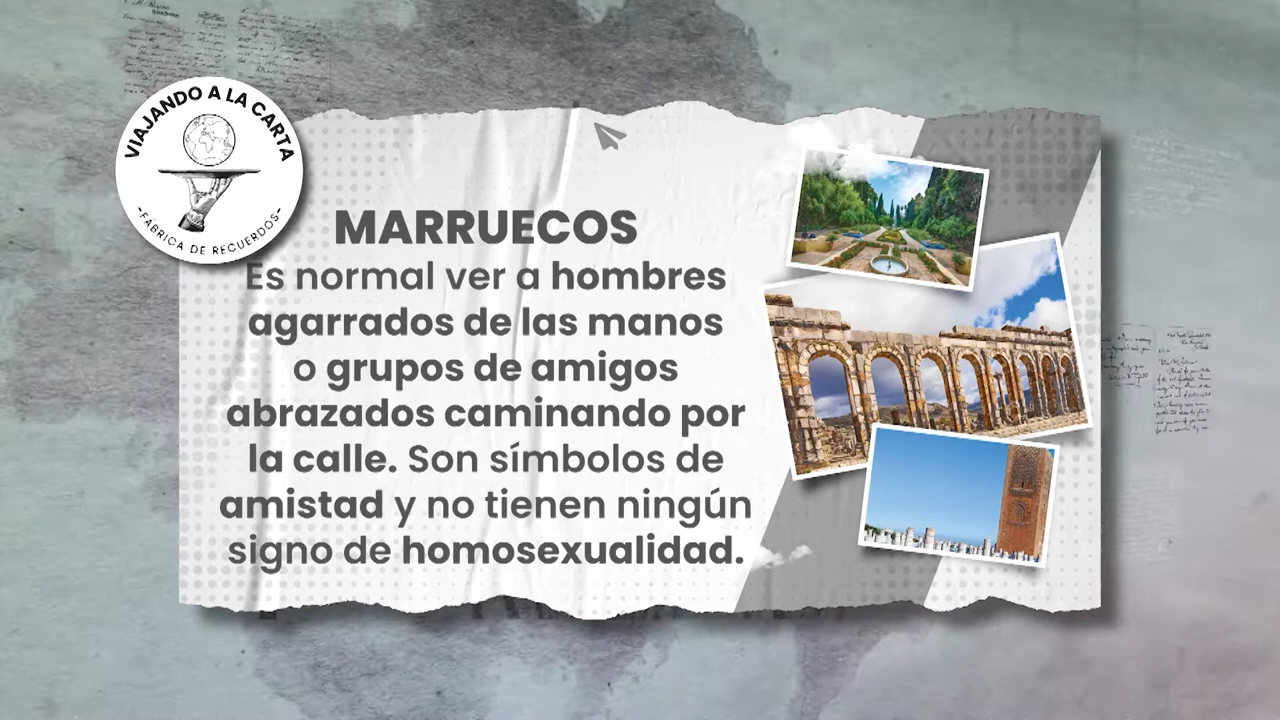 VIAJANDO A LA CARTA
-FÁBRICA DE RECUERDOS-
MARRUECOS
Es normal ver a hombres
agarrados de las manos
o grupos de amigos
abrazados caminando por
la calle. Son símbolos de
amistad y no tienen ningún
signo de homosexualidad.